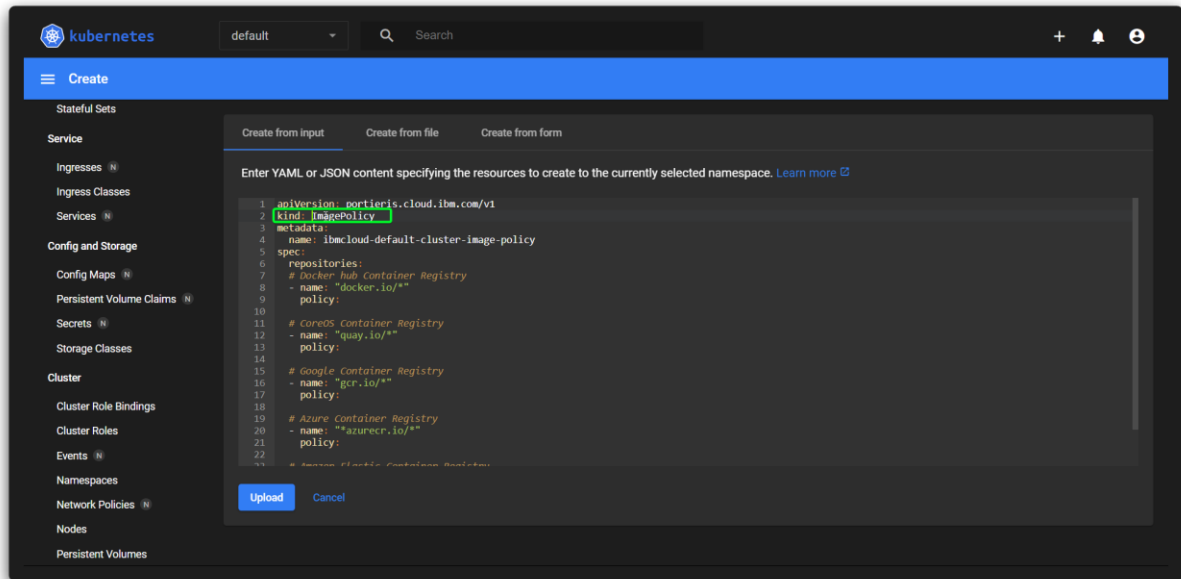 kubernetes
default
Search
Create
Stateful Sets
Service
Ingresses N
Ingress Classes
Services N
Config and Storage
Config Maps N
Persistent Volume Claims N
Secrets N
Storage Classes
Cluster
Cluster Role Bindings
Cluster Roles
Events N
Namespaces
Network Policies N
Nodes
Persistent Volumes
Create from input
Create from file
Create from form
Enter YAML or JSON content specifying the resources to create to the currently selected namespace. Learn more
1 apiVersion: portieris.cloud.ibm.com/v1
2 kind: ImagePolicy
3 metadata:
4 name: ibmcloud-default-cluster-image-policy
5 spec:
6 repositories:
7 # Docker hub Container Registry
8 - name: "docker.io/*"
9 policy:
10
11 # CoreOS Container Registry
12 - name: "quay.io/*"
13 policy:
14
15 # Google Container Registry
16 - name: "gcr.io/*"
17 policy:
18
19 # Azure Container Registry
20 - name: "*azurecr.io/*"
21 policy:
22
23 # Amazon Elastic Container Registry
Upload
Cancel